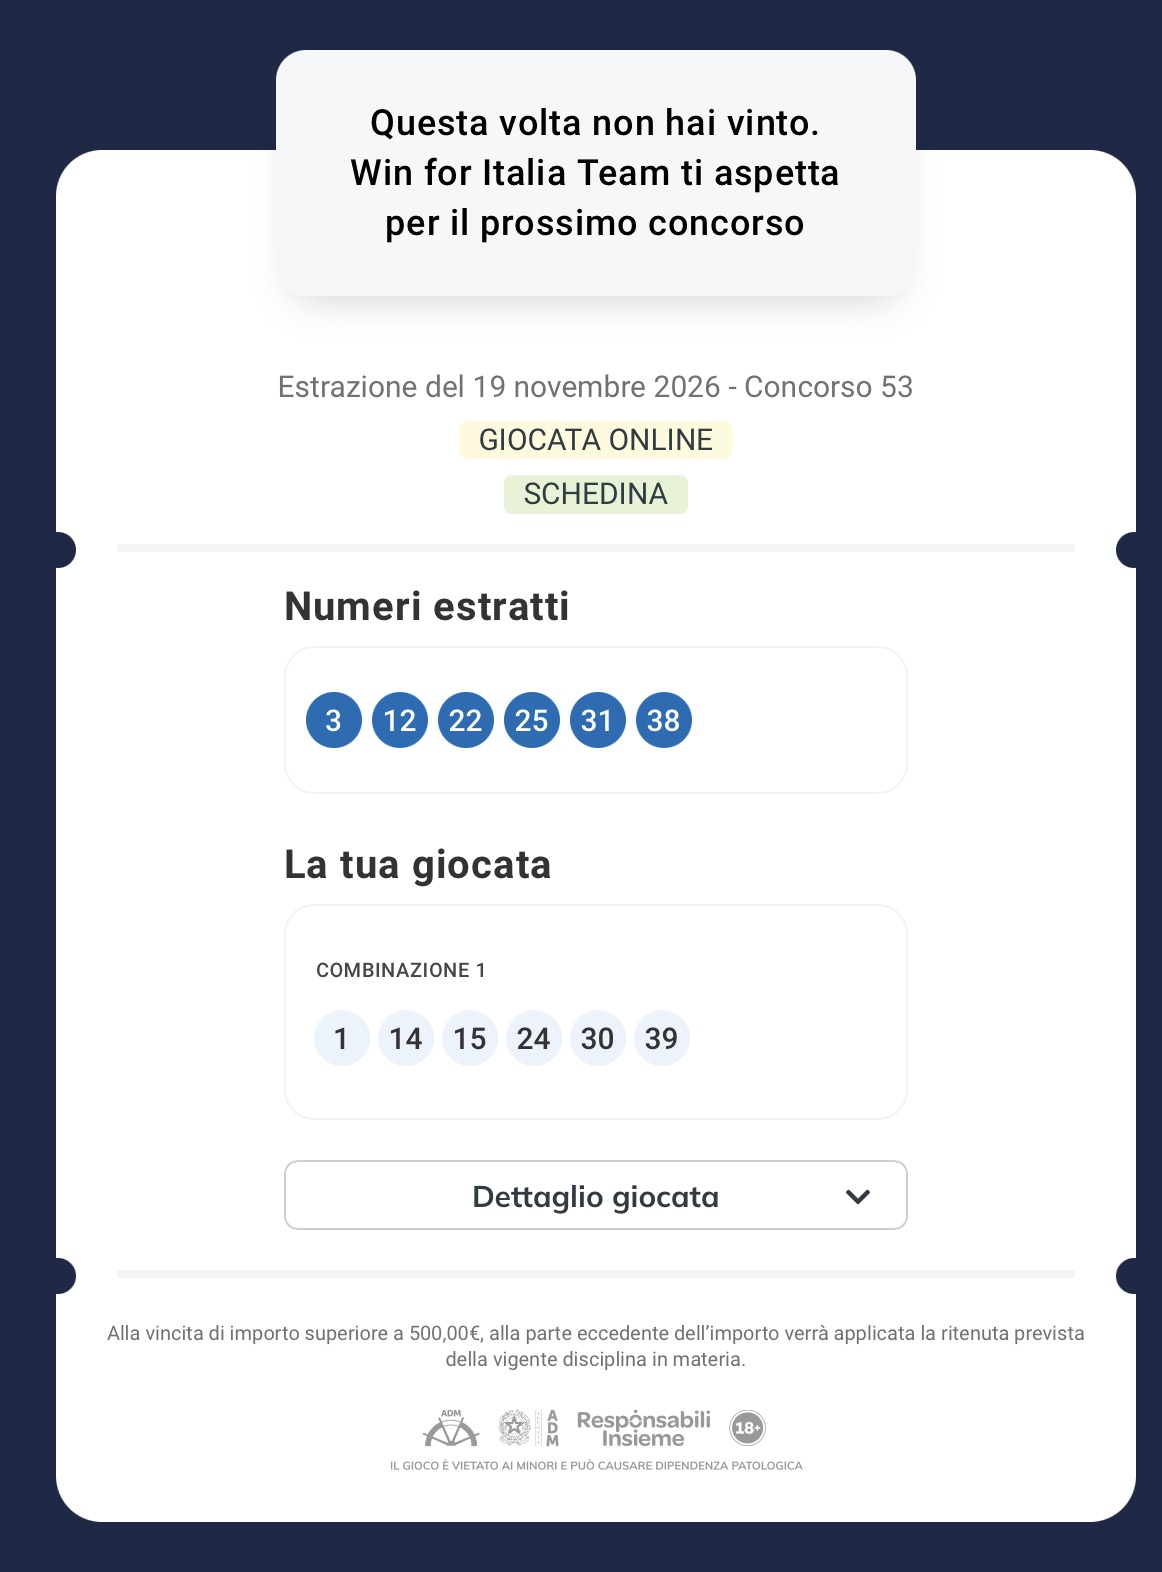 Questa volta non hai vinto.
Win for Italia Team ti aspetta
per il prossimo concorso
Estrazione del 19 novembre 2026 - Concorso 53
GIOCATA ONLINE
SCHEDINA
Numeri estratti
3 12 22 25 31 38
La tua giocata
COMBINAZIONE 1
1 14 15 24 30 39
Dettaglio giocata
Alla vincita di importo superiore a 500,00€, alla parte eccedente dell’importo verrà applicata la ritenuta prevista
della vigente disciplina in materia.
ADM
ADM
Responsabili
Insieme
18+
IL GIOCO È VIETATO AI MINORI E PUÒ CAUSARE DIPENDENZA PATOLOGICA